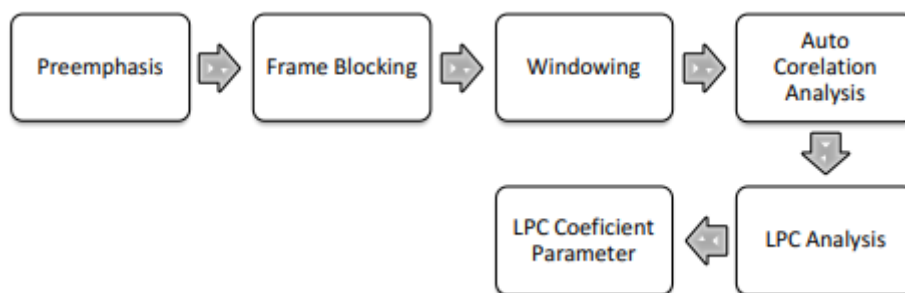 Preemphasis
Frame Blocking
Windowing
Auto
Corelation
Analysis
LPC Analysis
LPC Coeficient
Parameter